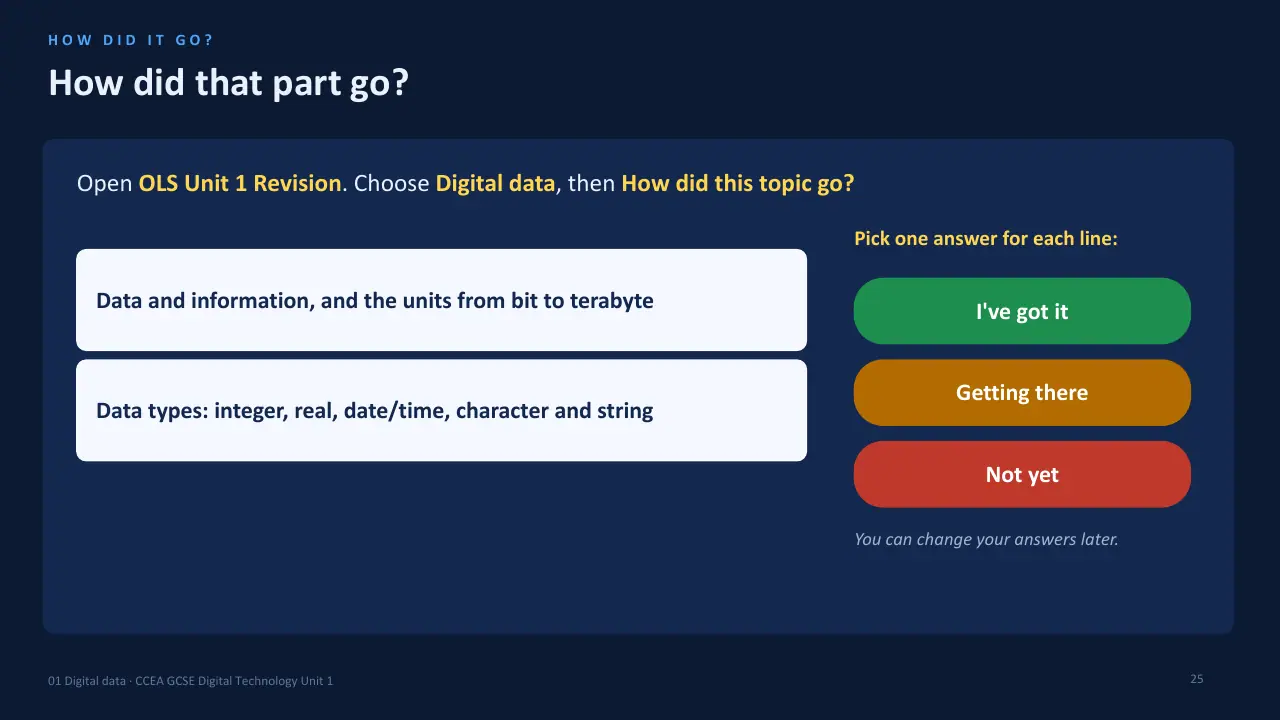 HOW DID IT GO?
How did that part go?
Open OLS Unit 1 Revision. Choose Digital data, then How did this topic go?
Data and information, and the units from bit to terabyte
Data types: integer, real, date/time, character and string
Pick one answer for each line:
I've got it
Getting there
Not yet
You can change your answers later.
01 Digital data · CCEA GCSE Digital Technology Unit 1
25